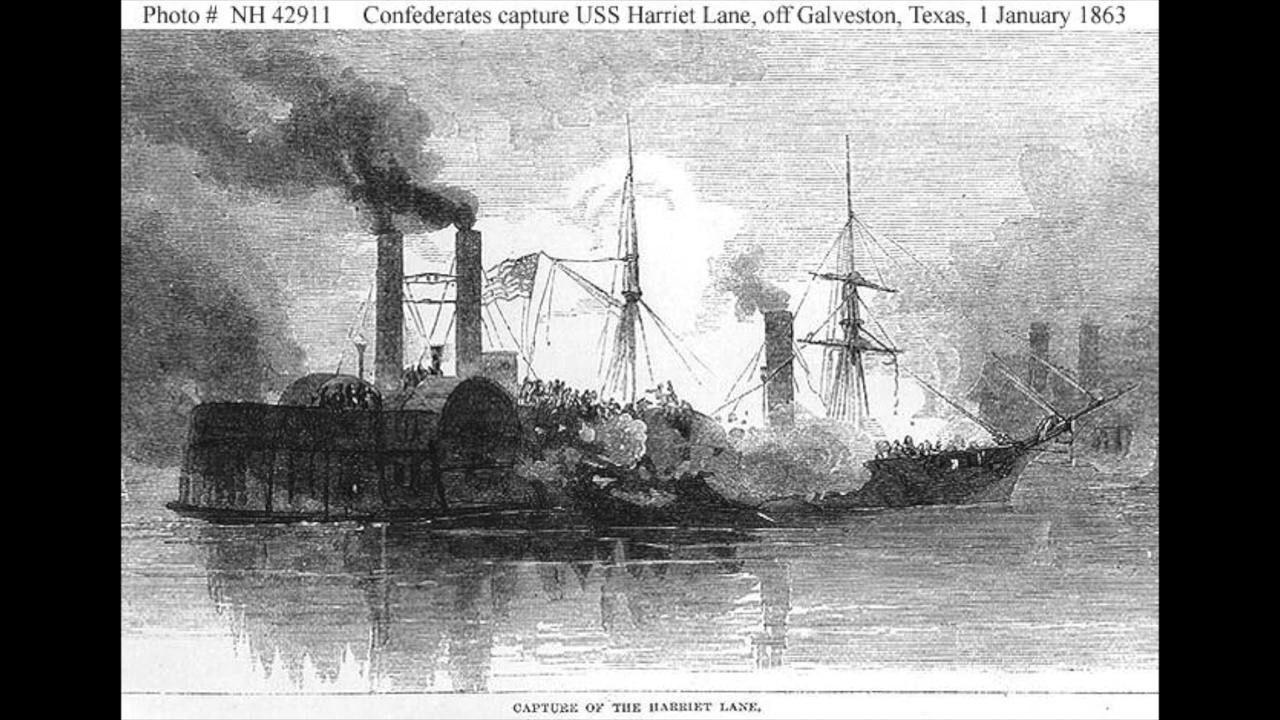 Photo # NH 42911 Confederates capture USS Harriet Lane, off Galveston, Texas, 1 January 1863
CAPTURE OF THE HARRIET LANE,